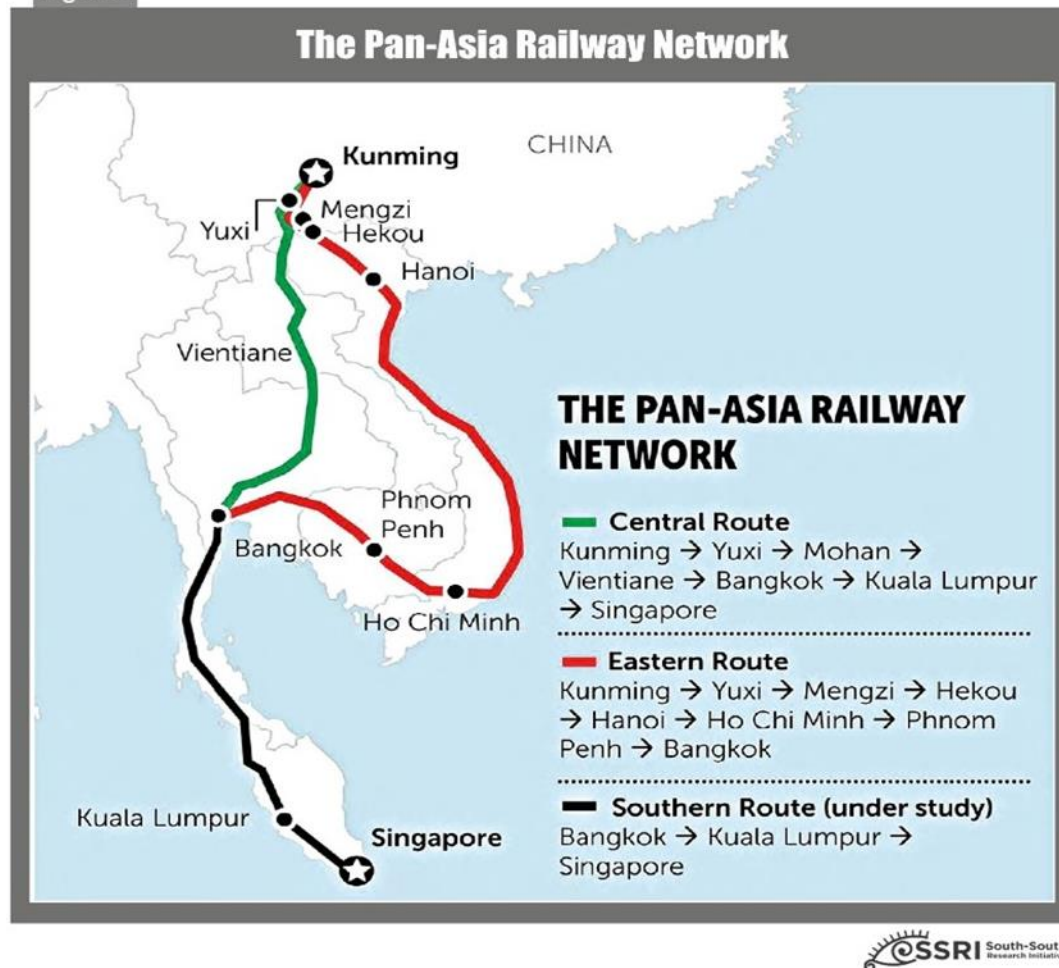 The Pan-Asia Railway Network
CHINA
Kunming
Mengzi
Yuxi
Hekou
Hanoi
Vientiane
Phnom
Penh
Bangkok
Ho Chi Minh
Kuala Lumpur
Singapore
THE PAN-ASIA RAILWAY
NETWORK
Central Route
Kunming → Yuxi → Mohan →
Vientiane → Bangkok → Kuala Lumpur
→ Singapore
Eastern Route
Kunming → Yuxi → Mengzi → Hekou
→ Hanoi → Ho Chi Minh → Phnom
Penh → Bangkok
Southern Route (under study)
Bangkok → Kuala Lumpur →
Singapore
SSRI
Research